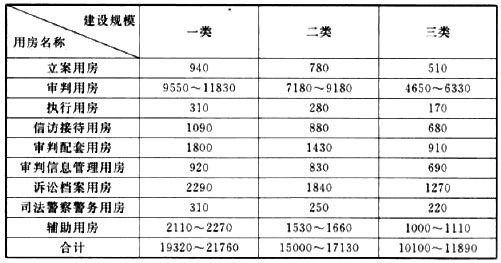 建设规模
用房名称 一类 二类 三类
立案用房 940 780 510
审判用房 9550～11830 7180～9180 4650～6330
执行用房 310 280 170
信访接待用房 1090 880 680
审判配套用房 1800 1430 910
审判信息管理用房 920 830 690
诉讼档案用房 2290 1840 1270
司法警察警务用房 310 250 220
辅助用房 2110～2270 1530～1660 1000～1110
合计 19320～21760 15000～17130 10100～11890